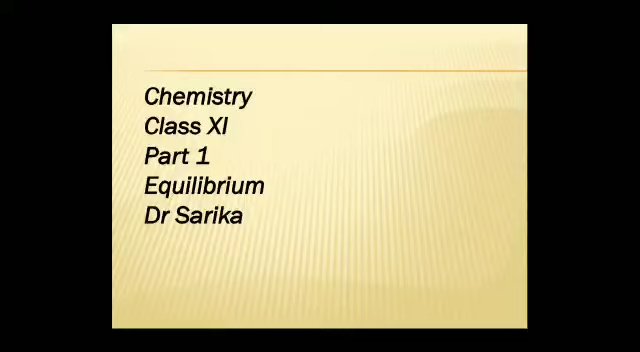 Chemistry
Class XI
Part 1
Equilibrium
Dr Sarika